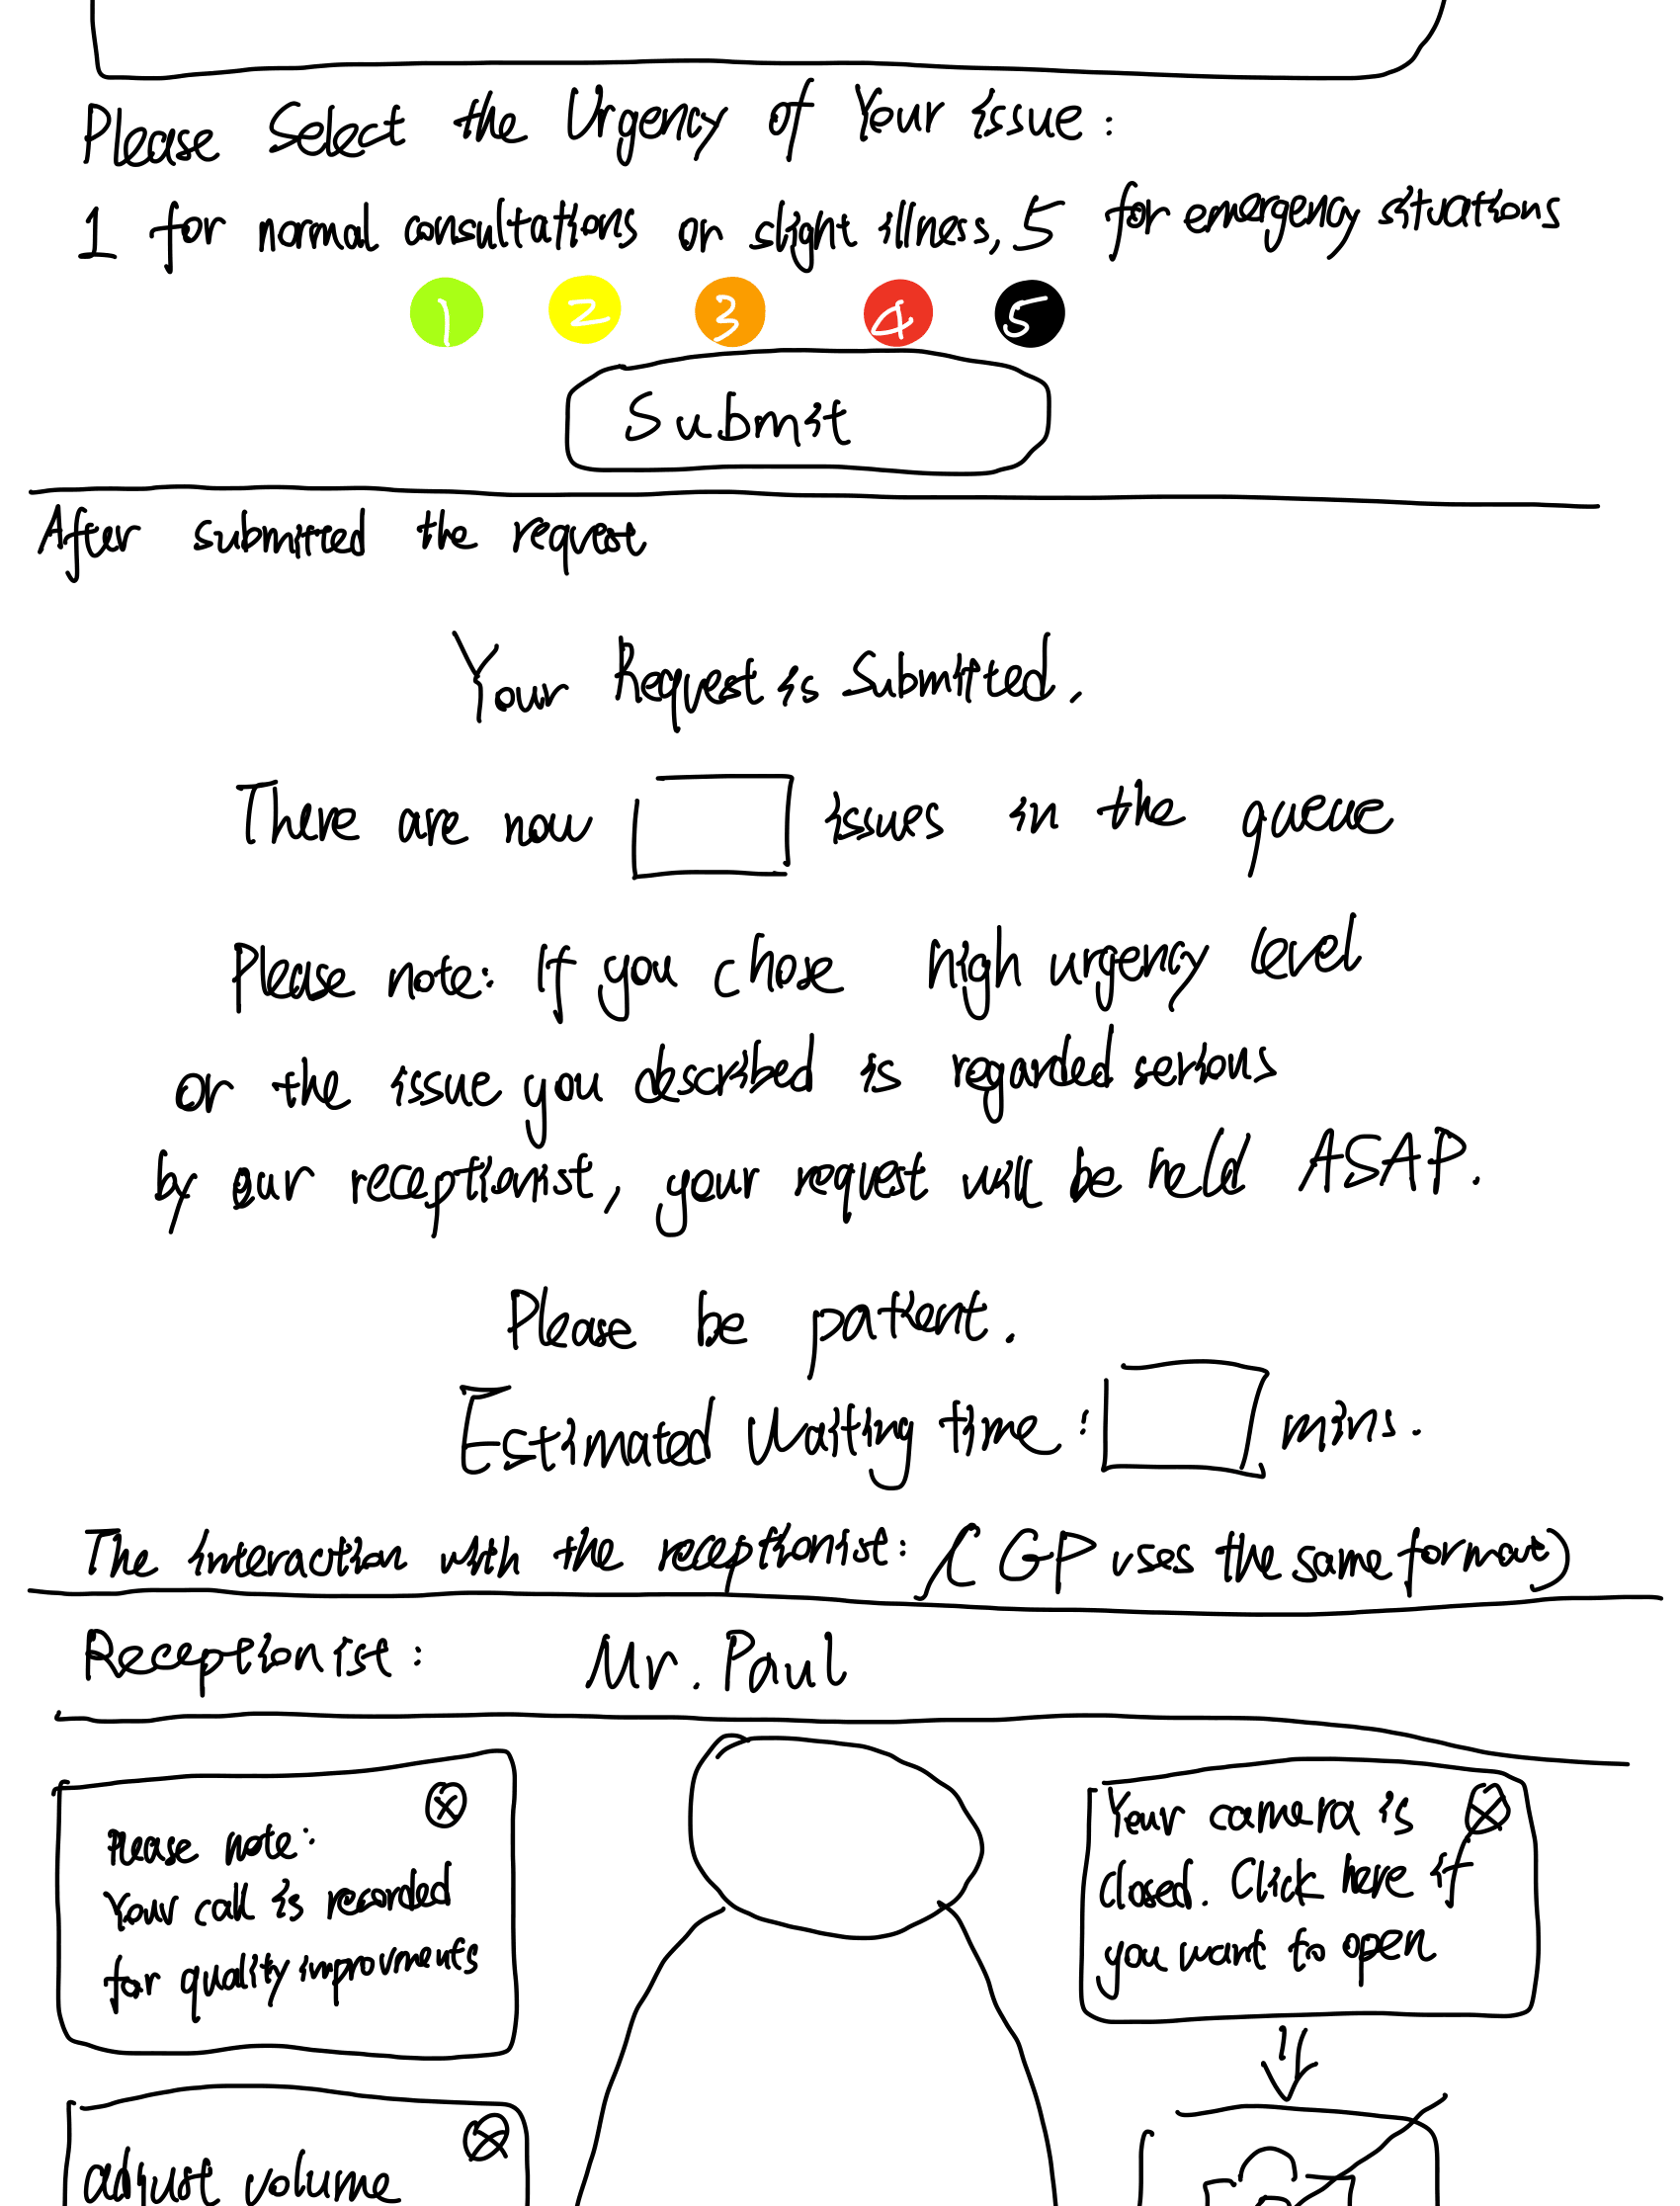 Please Select the Urgency of Your issue:
1 for normal consultations or slight illness, 5 for emergency situations
1 2 3 4 5
Submit
After submitted the request
Your Request is Submitted.
There are now issues in the queue
Please note: If you chose high urgency level
or the issue you described is regarded serious
by our receptionist, your request will be held ASAP.
Please be patient.
Estimated Waiting time: mins.
The interaction with the receptionist: (GP uses the same format)
Receptionist: Mr. Paul
Please note:
Your call is recorded
for quality improvments
Your camera is
closed. Click here if
you want to open
adjust volume